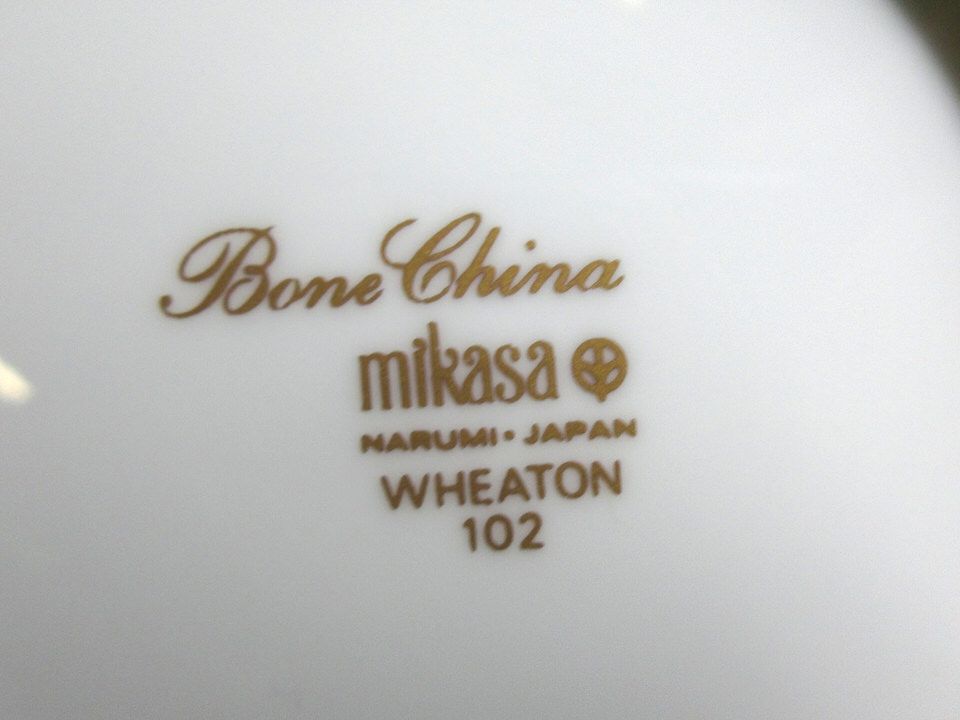 Bone China
mikasa
NARUMI • JAPAN
WHEATON
102